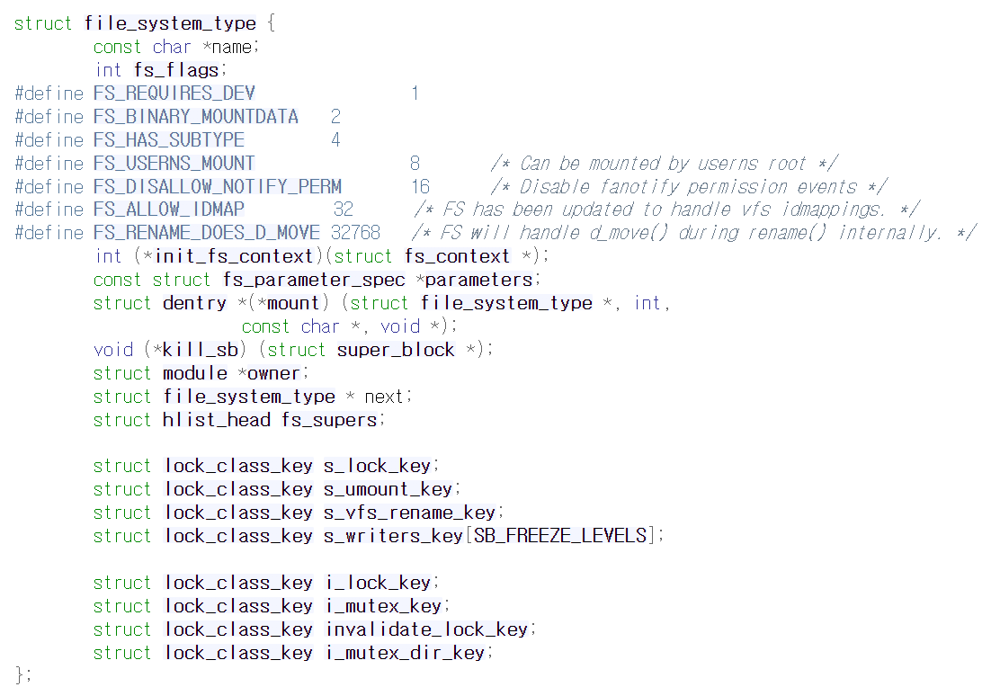 struct file_system_type {
        const char *name;
        int fs_flags;
#define FS_REQUIRES_DEV                1
#define FS_BINARY_MOUNTDATA   2
#define FS_HAS_SUBTYPE         4
#define FS_USERNS_MOUNT                8       /* Can be mounted by userns root */
#define FS_DISALLOW_NOTIFY_PERM       16      /* Disable fanotify permission events */
#define FS_ALLOW_IDMAP         32      /* FS has been updated to handle vfs idmappings. */
#define FS_RENAME_DOES_D_MOVE 32768   /* FS will handle d_move() during rename() internally. */
        int (*init_fs_context)(struct fs_context *);
        const struct fs_parameter_spec *parameters;
        struct dentry *(*mount) (struct file_system_type *, int,
                       const char *, void *);
        void (*kill_sb) (struct super_block *);
        struct module *owner;
        struct file_system_type * next;
        struct hlist_head fs_supers;

        struct lock_class_key s_lock_key;
        struct lock_class_key s_umount_key;
        struct lock_class_key s_vfs_rename_key;
        struct lock_class_key s_writers_key[SB_FREEZE_LEVELS];

        struct lock_class_key i_lock_key;
        struct lock_class_key i_mutex_key;
        struct lock_class_key invalidate_lock_key;
        struct lock_class_key i_mutex_dir_key;
};